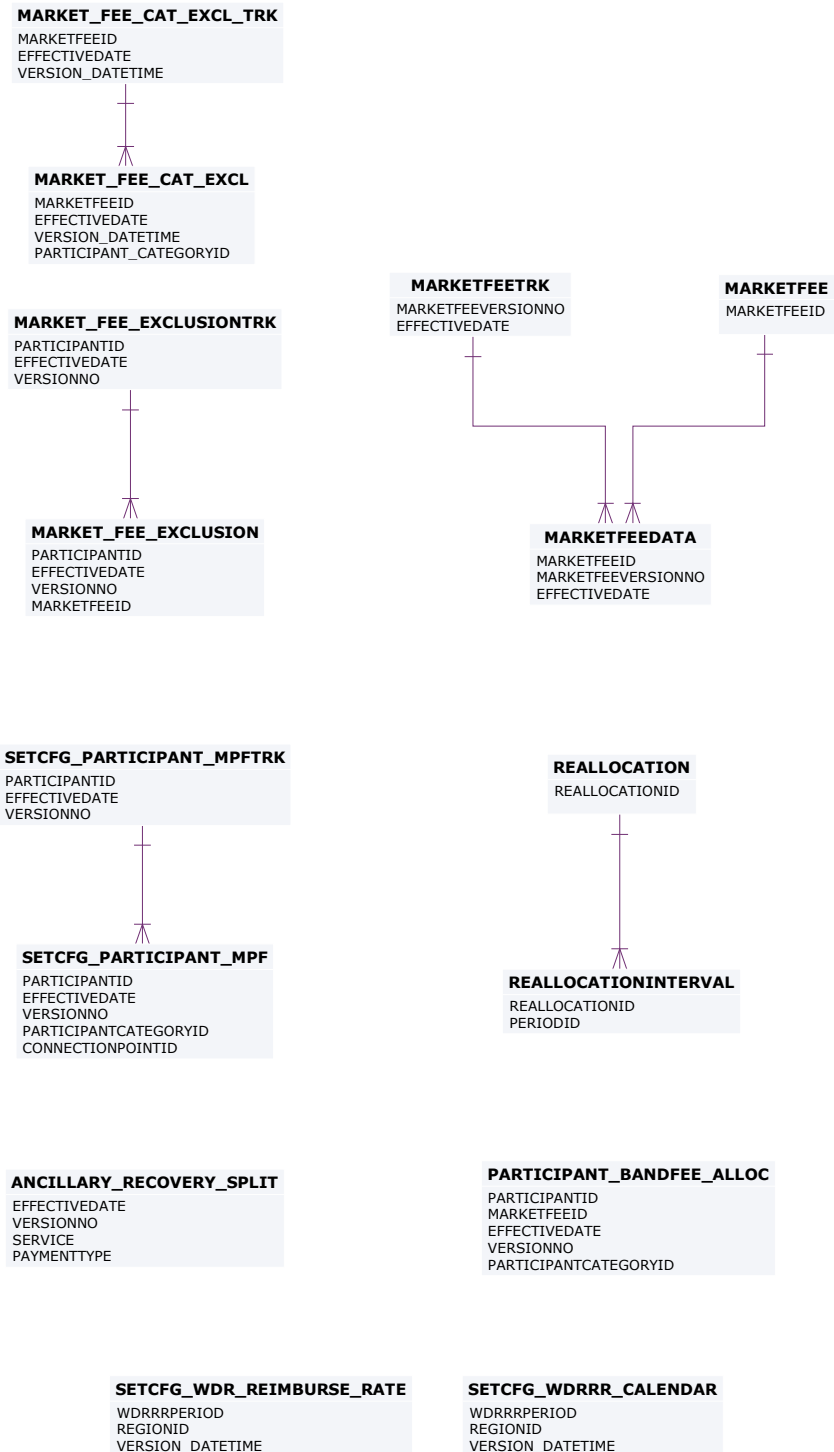 MARKET_FEE_CAT_EXCL_TRK
MARKETFEEID
EFFECTIVEDATE
VERSION_DATETIME
MARKET_FEE_CAT_EXCL
MARKETFEEID
EFFECTIVEDATE
VERSION_DATETIME
PARTICIPANT_CATEGORYID
MARKETFEETRK
MARKETFEEVERSIONNO
EFFECTIVEDATE
MARKETFEE
MARKETFEEID
MARKET_FEE_EXCLUSIONTRK
PARTICIPANTID
EFFECTIVEDATE
VERSIONNO
MARKET_FEE_EXCLUSION
PARTICIPANTID
EFFECTIVEDATE
VERSIONNO
MARKETFEEID
MARKETFEEDATA
MARKETFEEID
MARKETFEEVERSIONNO
EFFECTIVEDATE
SETCFG_PARTICIPANT_MPFTRK
PARTICIPANTID
EFFECTIVEDATE
VERSIONNO
REALLOCATION
REALLOCATIONID
SETCFG_PARTICIPANT_MPF
PARTICIPANTID
EFFECTIVEDATE
VERSIONNO
PARTICIPANTCATEGORYID
CONNECTIONPOINTID
REALLOCATIONINTERVAL
REALLOCATIONID
PERIODID
ANCILLARY_RECOVERY_SPLIT
EFFECTIVEDATE
VERSIONNO
SERVICE
PAYMENTTYPE
PARTICIPANT_BANDFEE_ALLOC
PARTICIPANTID
MARKETFEEID
EFFECTIVEDATE
VERSIONNO
PARTICIPANTCATEGORYID
SETCFG_WDR_REIMBURSE_RATE
WDRRRPERIOD
REGIONID
VERSION_DATETIME
SETCFG_WDRRR_CALENDAR
WDRRRPERIOD
REGIONID
VERSION_DATETIME